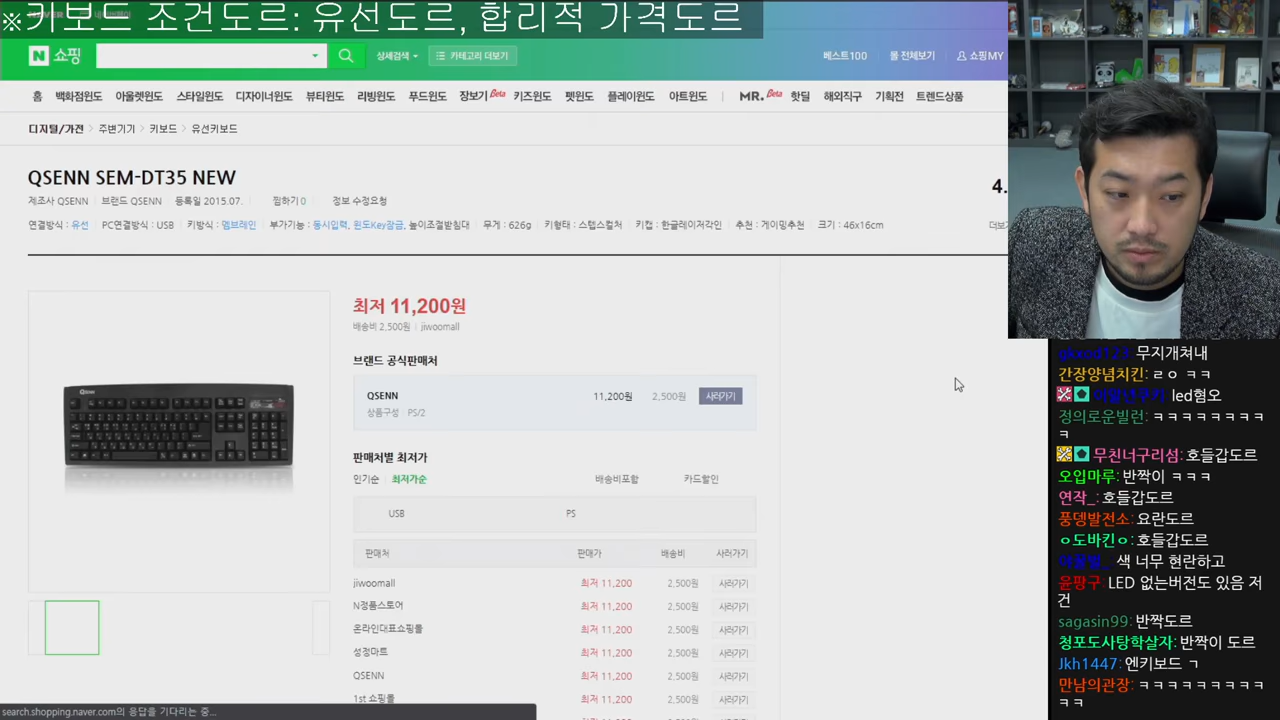 ※키보드 조건도르: 유선도르, 합리적 가격도르
N 쇼핑
상세검색
카테고리 더보기
베스트100
몰 전체보기
쇼핑MY
홈 백화점윈도 아울렛윈도 스타일윈도 디자이너윈도 뷰티윈도 리빙윈도 푸드윈도 장보기Beta 키즈윈도 펫윈도 플레이윈도 아트윈도 | MR.Beta 핫딜 해외직구 기획전 트렌드상품
디지털/가전 > 주변기기 > 키보드 > 유선키보드
QSENN SEM-DT35 NEW
4.
제조사 QSENN 브랜드 QSENN 등록일 2015.07. 찜하기 0 정보 수정요청
연결방식 : 유선 PC연결방식 : USB 키방식 : 멤브레인 부가기능 : 동시입력, 윈도Key잠금, 높이조절받침대 무게 : 626g 키형태 : 스텝스컬처 키캡 : 한글레이저각인 추천 : 게이밍추천 크기 : 46x16cm
더보기
최저 11,200원
배송비 2,500원 jiwoomall
브랜드 공식판매처
QSENN 11,200원 2,500원 사러가기
상품구성 PS/2
판매처별 최저가
인기순 최저가순 배송비포함 카드할인
USB PS
판매처 판매가 배송비 사러가기
jiwoomall 최저 11,200 2,500원 사러가기
N정품스토어 최저 11,200 2,500원 사러가기
온라인대표쇼핑몰 최저 11,200 2,500원 사러가기
성정마트 최저 11,200 2,500원 사러가기
QSENN 최저 11,200 2,500원 사러가기
1st 쇼핑몰 최저 11,200 2,500원 사러가기
search.shopping.naver.com의 응답을 기다리는 중...
gkxod123: 무지개쳐내
간장양념치킨: ㄹㅇ ㅋㅋ
led혐오
정의로운빌런: ㅋㅋㅋㅋㅋㅋㅋㅋ
ㅋ
무친너구리섬: 호들갑도르
오입마루: 반짝이 ㅋㅋㅋ
연작_: 호들갑도르
풍뎅발전소: 요란도르
ㅇ도바킨ㅇ: 호들갑도르
색 너무 현란하고
윤팡구: LED 없는버전도 있음 저
건
sagasin99: 반짝도르
청포도사탕학살자: 반짝이 도르
Jkh1447: 엔키보드 ㄱ
만남의관장: ㅋㅋㅋㅋㅋㅋㅋㅋㅋ
ㅋㅋ